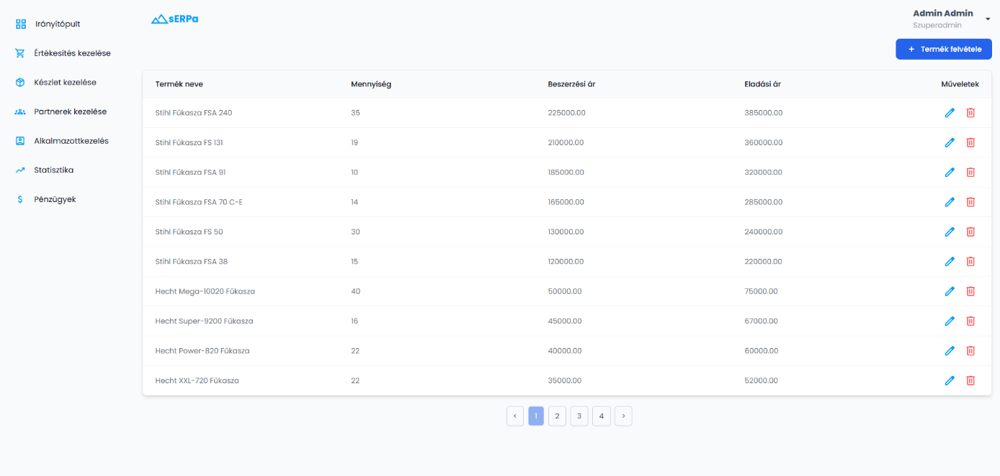 Irányítópult
Értékesítés kezelése
Készlet kezelése
Partnerek kezelése
Alkalmazottkezelés
Statisztika
Pénzügyek
sERPa
Admin Admin
Szuperadmin
+ Termék felvétele
Termék neve Mennyiség Beszerzési ár Eladási ár Műveletek
Stihl Fűkasza FSA 240 35 225000.00 385000.00
Stihl Fűkasza FS 131 19 210000.00 360000.00
Stihl Fűkasza FSA 91 10 185000.00 320000.00
Stihl Fűkasza FSA 70 C-E 14 165000.00 285000.00
Stihl Fűkasza FS 50 30 130000.00 240000.00
Stihl Fűkasza FSA 38 15 120000.00 220000.00
Hecht Mega-10020 Fűkasza 40 50000.00 75000.00
Hecht Super-9200 Fűkasza 16 45000.00 67000.00
Hecht Power-820 Fűkasza 22 40000.00 60000.00
Hecht XXL-720 Fűkasza 22 35000.00 52000.00
‹ 1 2 3 4 ›